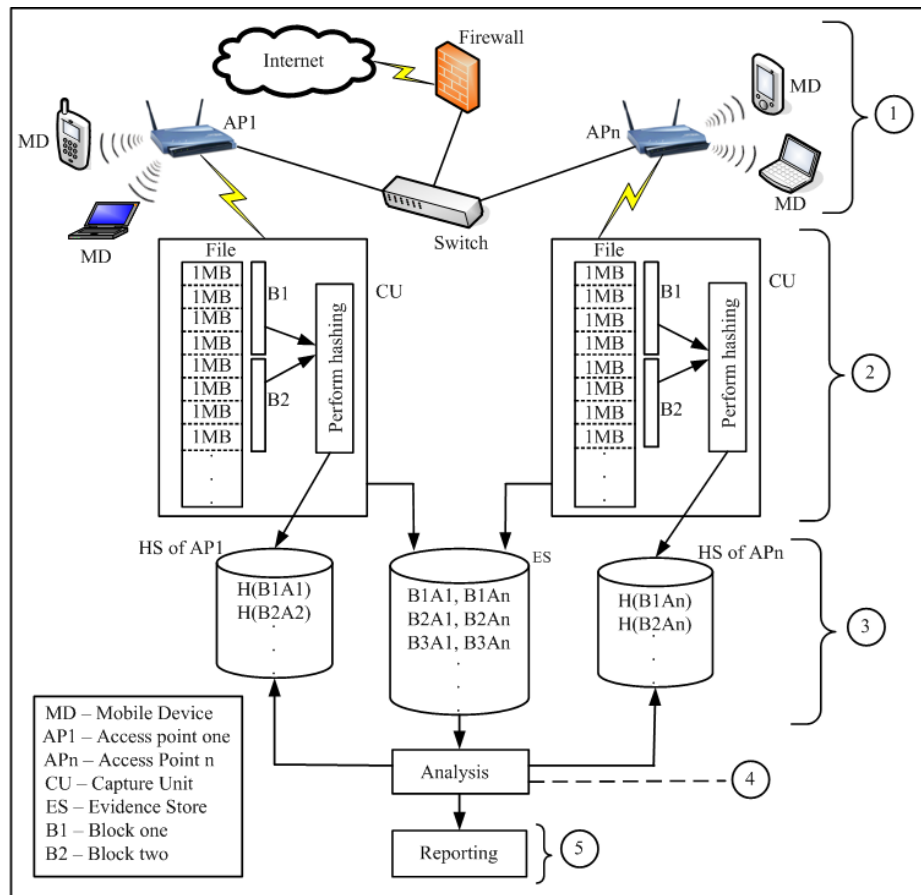 Firewall
Internet
MD
AP1
APn
MD
MD
MD
Switch
1
File
1MB
1MB
1MB
1MB
1MB
1MB
1MB
1MB
.
.
.
B1
B2
Perform hashing
CU
File
1MB
1MB
1MB
1MB
1MB
1MB
1MB
1MB
.
.
.
B1
B2
Perform hashing
CU
2
HS of AP1
H(B1A1)
H(B2A2)
.
.
ES
B1A1, B1An
B2A1, B2An
B3A1, B3An
.
.
HS of APn
H(B1An)
H(B2An)
.
.
3
MD – Mobile Device
AP1 – Access point one
APn – Access Point n
CU – Capture Unit
ES – Evidence Store
B1 – Block one
B2 – Block two
Analysis
4
Reporting
5